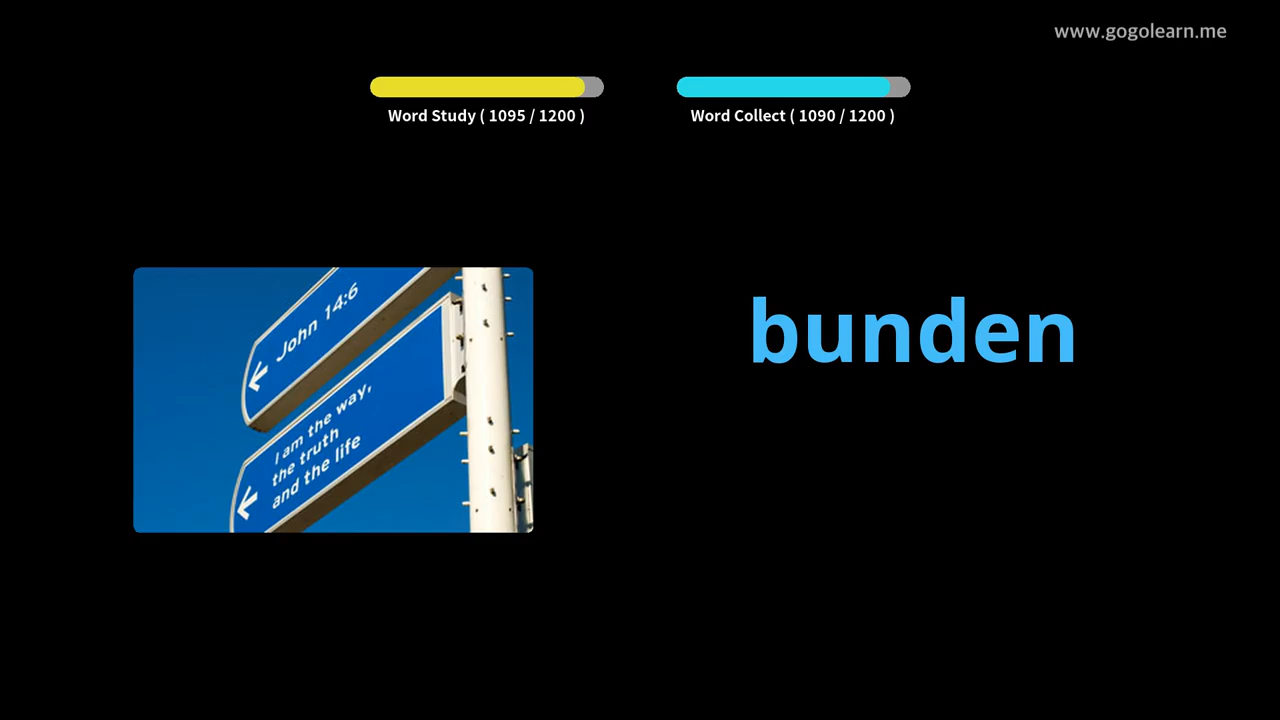 www.gogolearn.me
Word Study ( 1095 / 1200 )
Word Collect ( 1090 / 1200 )
John 14:6
I am the way,
the truth
and the life
bunden